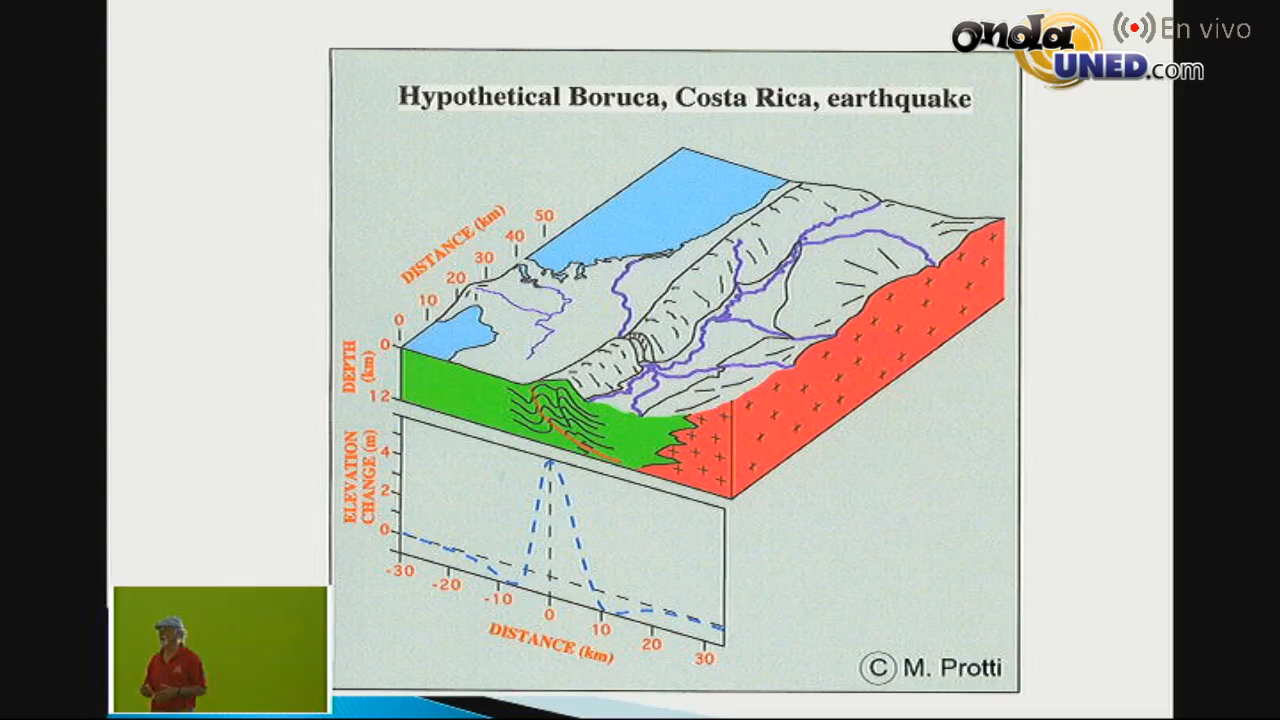 onda
UNED.com
En vivo
Hypothetical Boruca, Costa Rica, earthquake
DISTANCE (km)
0
10
20
30
40
50
DEPTH
(km)
0
12
ELEVATION
CHANGE (m)
4
2
0
-30
-20
-10
0
10
20
30
DISTANCE (km)
C M. Protti